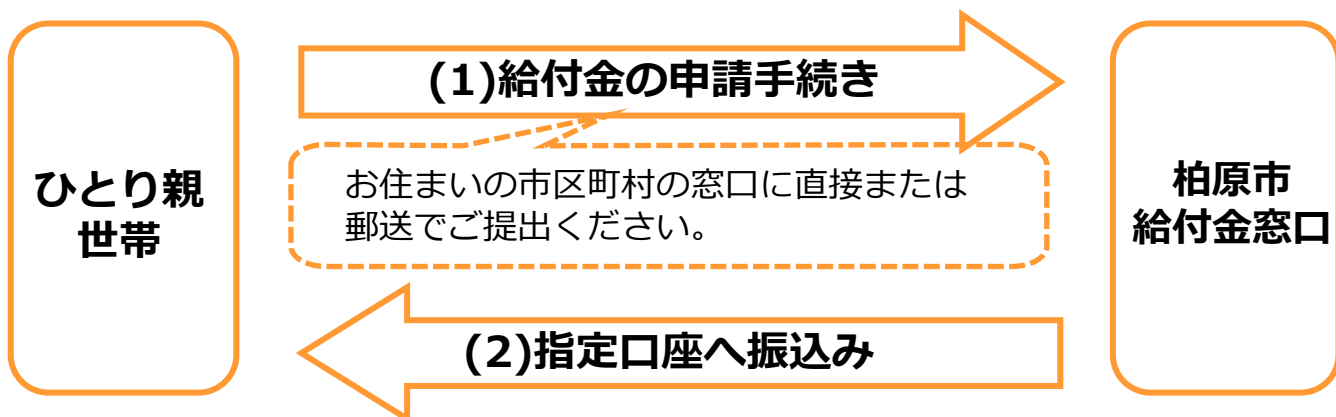 ひとり親
世帯
(1)給付金の申請手続き
お住まいの市区町村の窓口に直接または
郵送でご提出ください。
(2)指定口座へ振込み
柏原市
給付金窓口